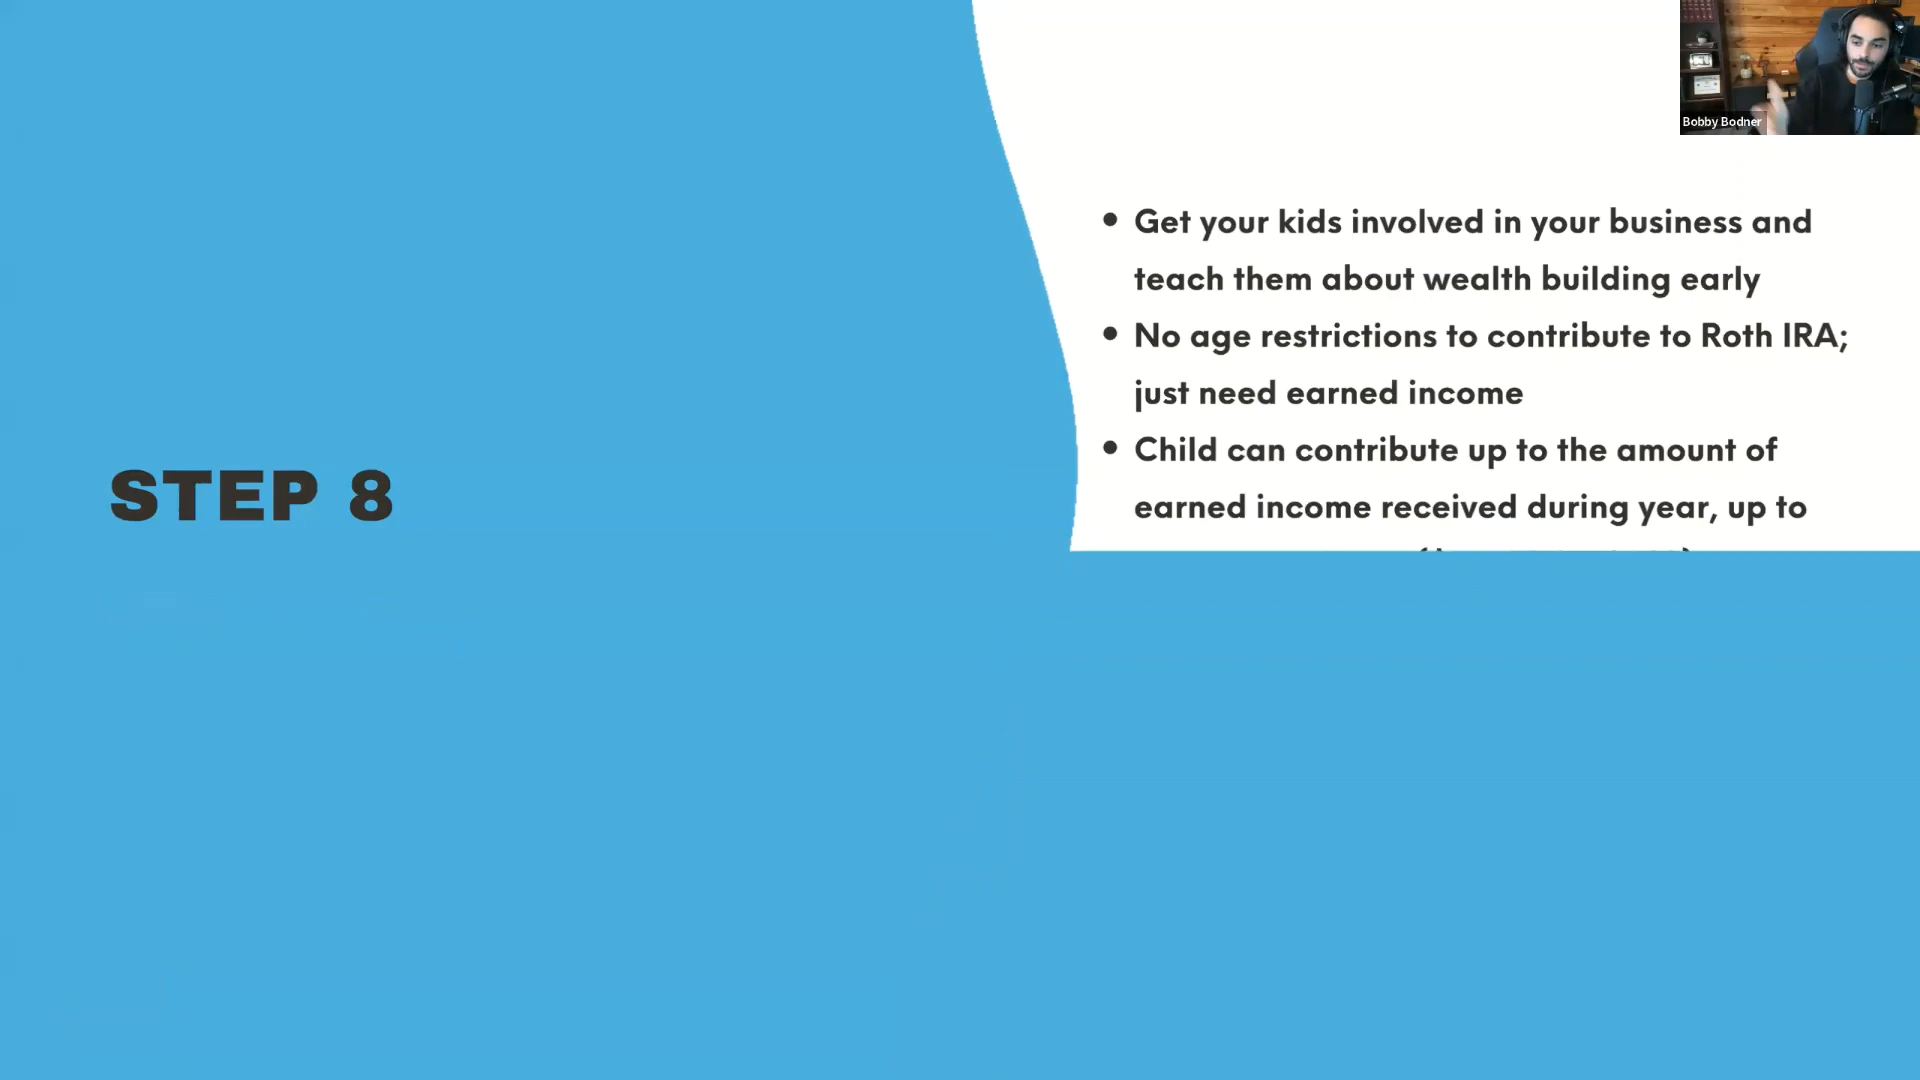 Bobby Bodner
• Get your kids involved in your business and
teach them about wealth building early
• No age restrictions to contribute to Roth IRA;
just need earned income
• Child can contribute up to the amount of
earned income received during year, up to
STEP 8